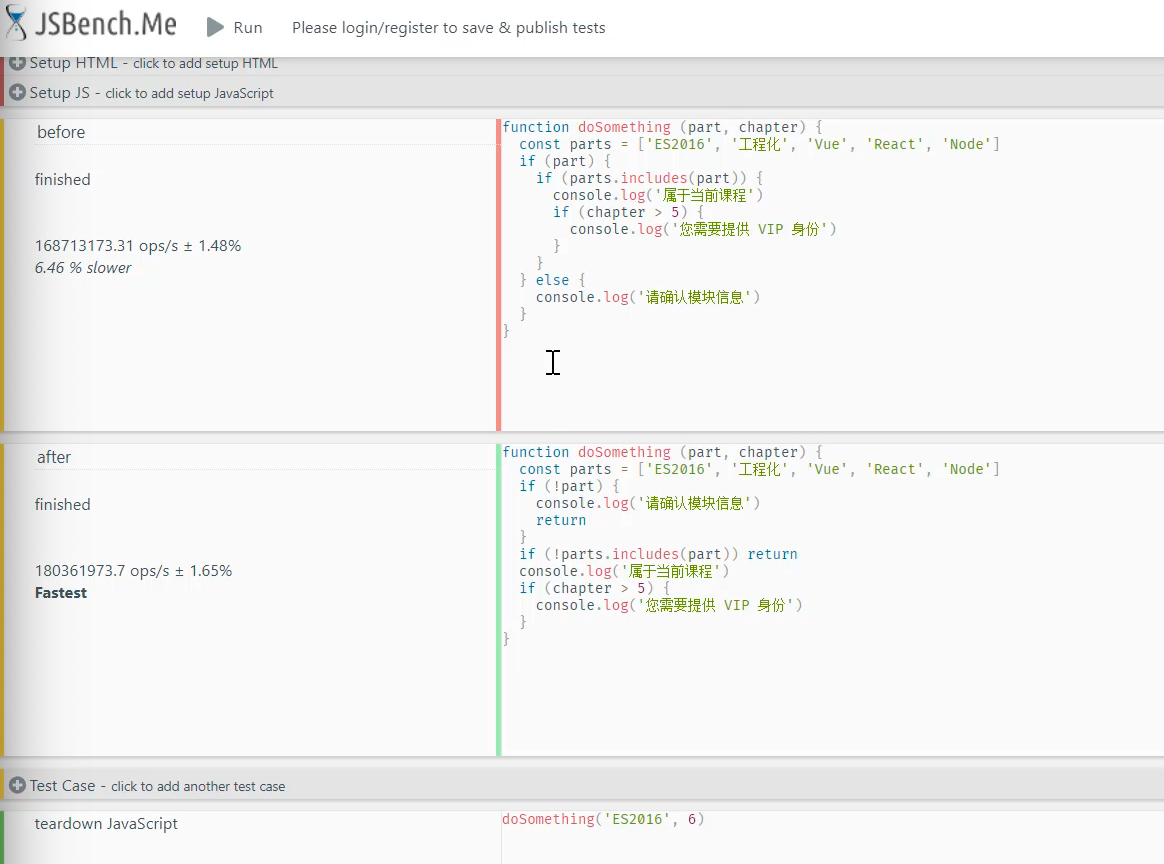 JSBench.Me Run Please login/register to save & publish tests
Setup HTML - click to add setup HTML
Setup JS - click to add setup JavaScript
before
finished
168713173.31 ops/s ± 1.48%
6.46 % slower
function doSomething (part, chapter) {
  const parts = ['ES2016', '工程化', 'Vue', 'React', 'Node']
  if (part) {
    if (parts.includes(part)) {
      console.log('属于当前课程')
      if (chapter > 5) {
        console.log('您需要提供 VIP 身份')
      }
    }
  } else {
    console.log('请确认模块信息')
  }
}
after
finished
180361973.7 ops/s ± 1.65%
Fastest
function doSomething (part, chapter) {
  const parts = ['ES2016', '工程化', 'Vue', 'React', 'Node']
  if (!part) {
    console.log('请确认模块信息')
    return
  }
  if (!parts.includes(part)) return
  console.log('属于当前课程')
  if (chapter > 5) {
    console.log('您需要提供 VIP 身份')
  }
}
Test Case - click to add another test case
teardown JavaScript
doSomething('ES2016', 6)